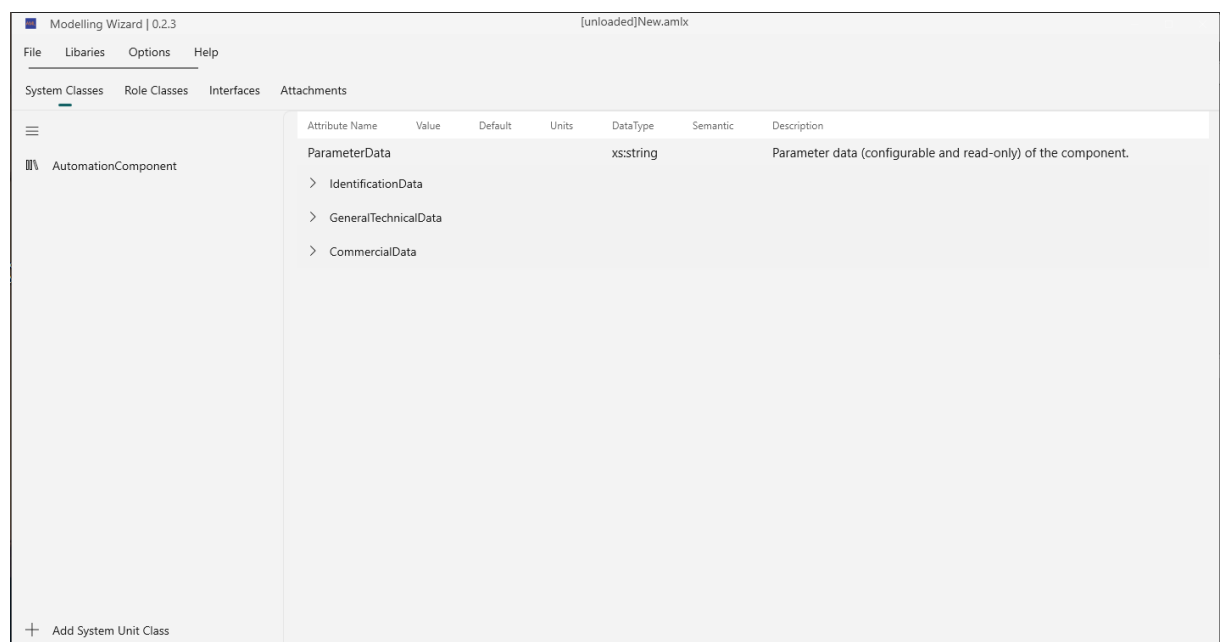 Modelling Wizard | 0.2.3 [unloaded]New.amlx
File Libaries Options Help
System Classes Role Classes Interfaces Attachments
Attribute Name Value Default Units DataType Semantic Description
AutomationComponent
ParameterData xs:string Parameter data (configurable and read-only) of the component.
IdentificationData
GeneralTechnicalData
CommercialData
Add System Unit Class